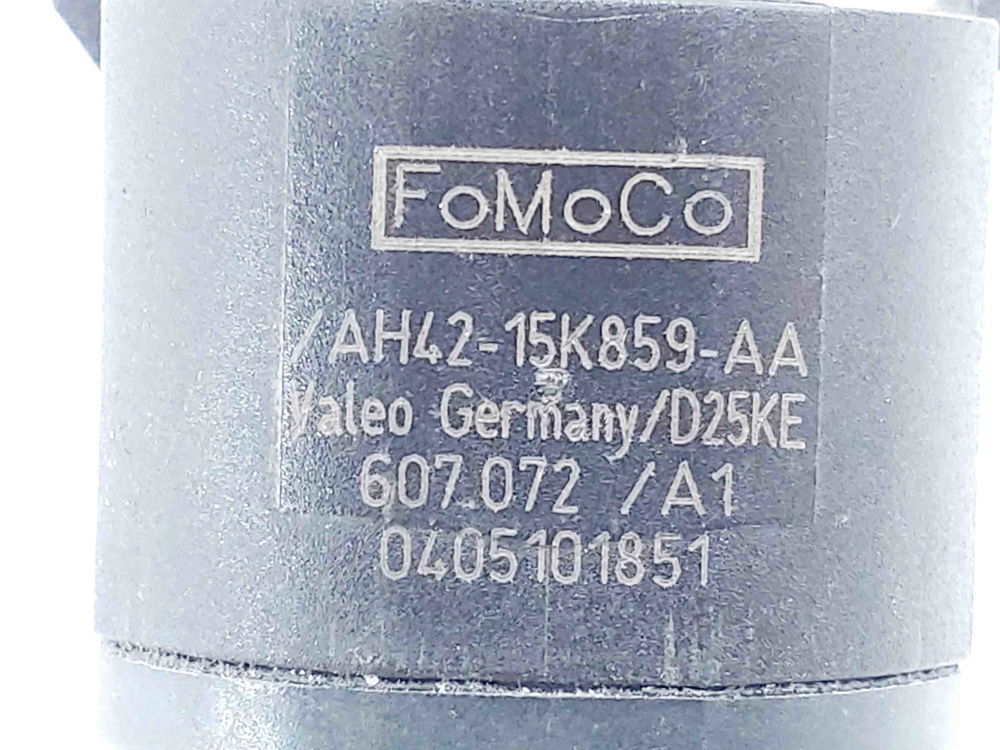 FoMoCo
/AH42-15K859-AA
Valeo Germany/D25KE
607.072 /A1
0405101851